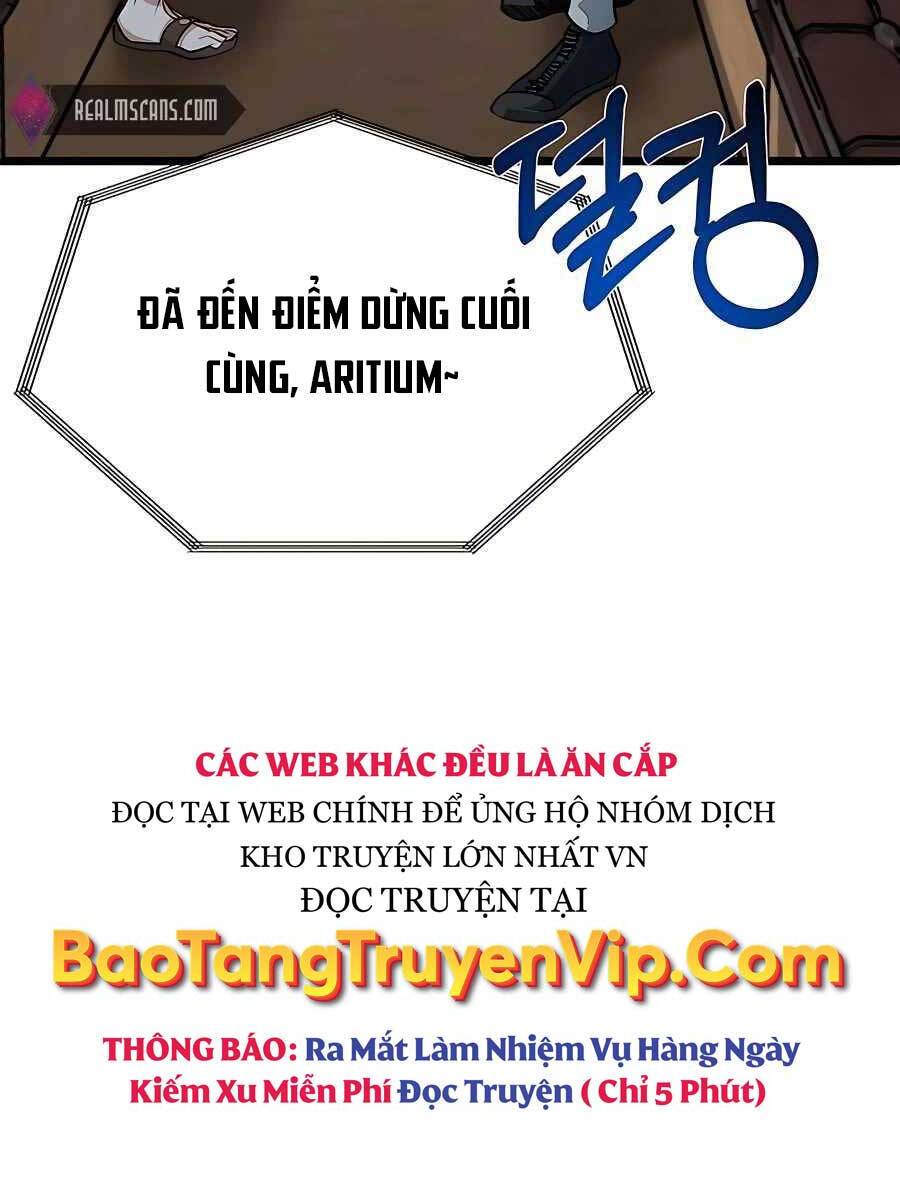 REALMSCANS.COM
덜컹
ĐÃ ĐẾN ĐIỂM DỪNG CUỐI
CÙNG, ARITIUM~
CÁC WEB KHÁC ĐỀU LÀ ĂN CẮP
ĐỌC TẠI WEB CHÍNH ĐỂ ỦNG HỘ NHÓM DỊCH
KHO TRUYỆN LỚN NHẤT VN
ĐỌC TRUYỆN TẠI
BaoTangTruyenVip.Com
THÔNG BÁO: Ra Mắt Làm Nhiệm Vụ Hàng Ngày
Kiếm Xu Miễn Phí Đọc Truyện ( Chỉ 5 Phút)